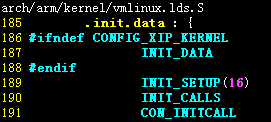 arch/arm/kernel/vmlinux.lds.S
185 .init.data : {
186 #ifndef CONFIG_XIP_KERNEL
187 INIT_DATA
188 #endif
189 INIT_SETUP(16)
190 INIT_CALLS
191 CON_INITCALL